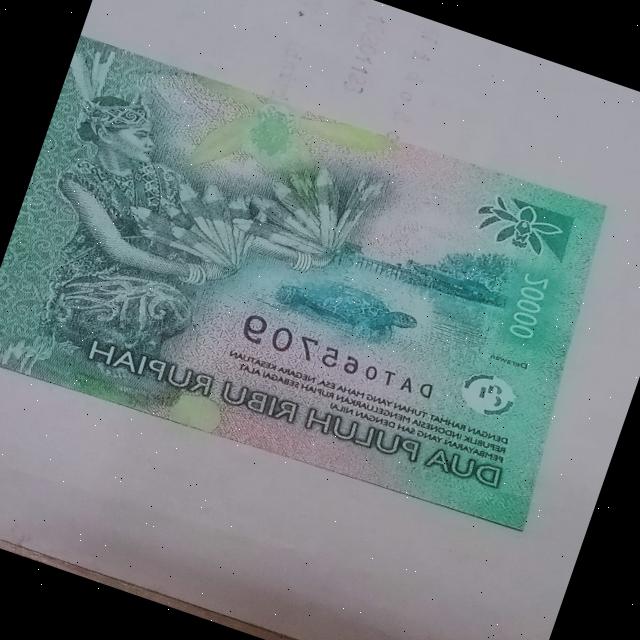 20000
Derawan
DAT065709
DENGAN RAHMAT TUHAN YANG MAHA ESA, NEGARA KESATUAN
REPUBLIK INDONESIA MENGELUARKAN RUPIAH SEBAGAI ALAT
PEMBAYARAN YANG SAH DENGAN NILAI
DUA PULUH RIBU RUPIAH